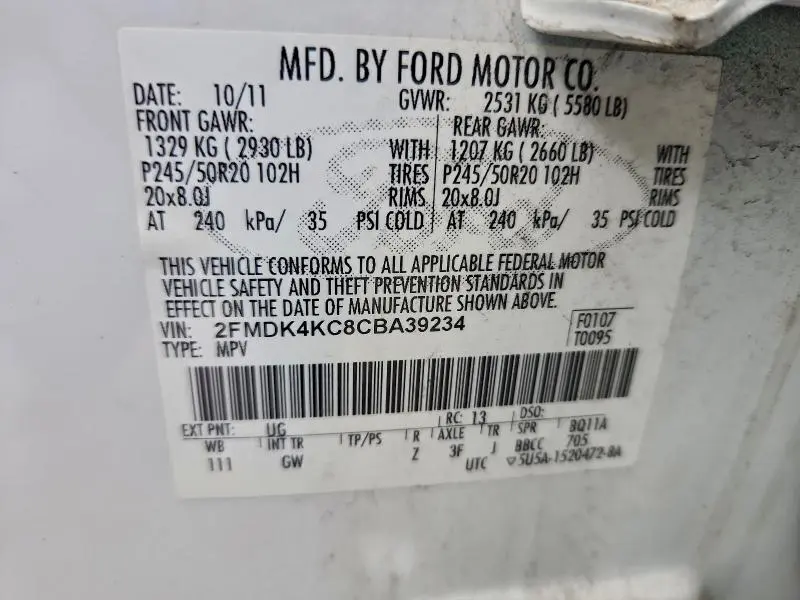 MFD. BY FORD MOTOR CO.
DATE: 10/11 GVWR: 2531 KG ( 5580 LB)
FRONT GAWR: REAR GAWR:
1329 KG ( 2930 LB) WITH 1207 KG ( 2660 LB) WITH
P245/50R20 102H TIRES P245/50R20 102H TIRES
20x8.0J RIMS 20x8.0J RIMS
AT 240 kPa/ 35 PSI COLD AT 240 kPa/ 35 PSI COLD
THIS VEHICLE CONFORMS TO ALL APPLICABLE FEDERAL MOTOR
VEHICLE SAFETY AND THEFT PREVENTION STANDARDS IN
EFFECT ON THE DATE OF MANUFACTURE SHOWN ABOVE.
VIN: 2FMDK4KC8CBA39234 F0107
TYPE: MPV T0095
EXT PNT: UG RC: 13 DSO:
WB INT TR TP/PS R AXLE TR SPR BQ11A
111 GW Z 3F J BBCC 705
UTC ▽5U5A-1520472-BA